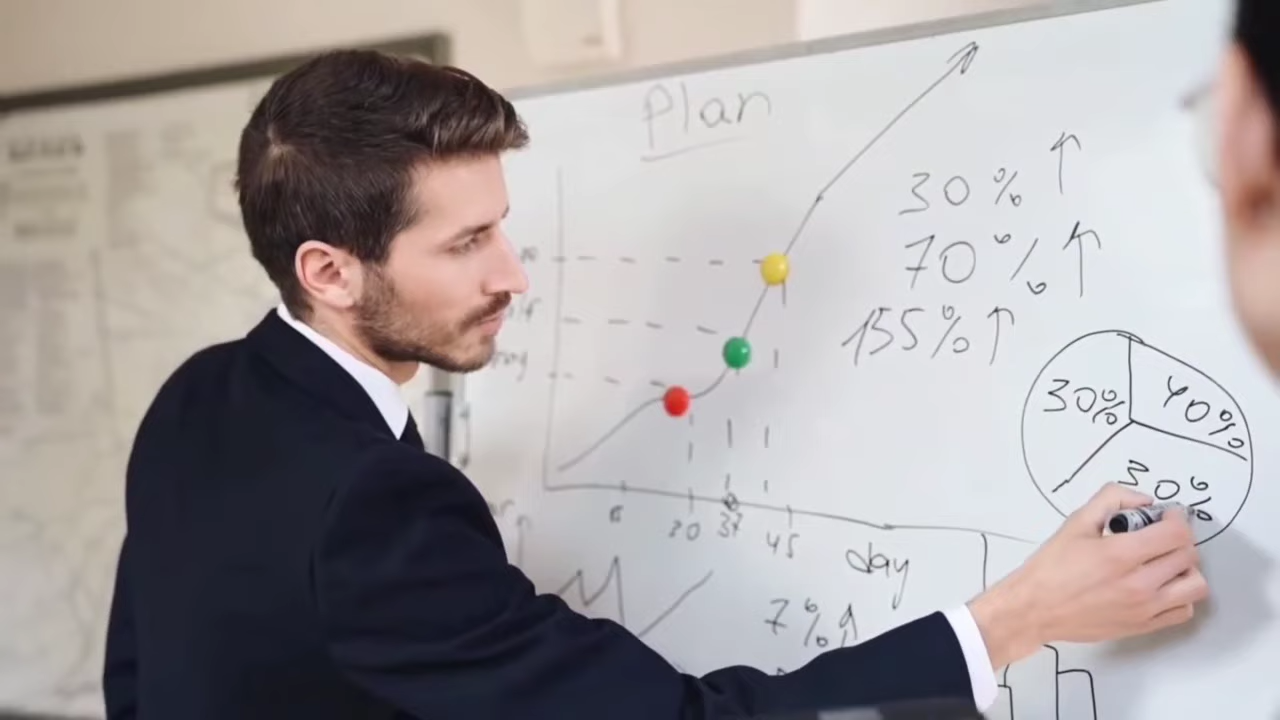 Plan
30% ↑
70% ↑
155% ↑
30% 40%
30%
20 37 45
day
7%